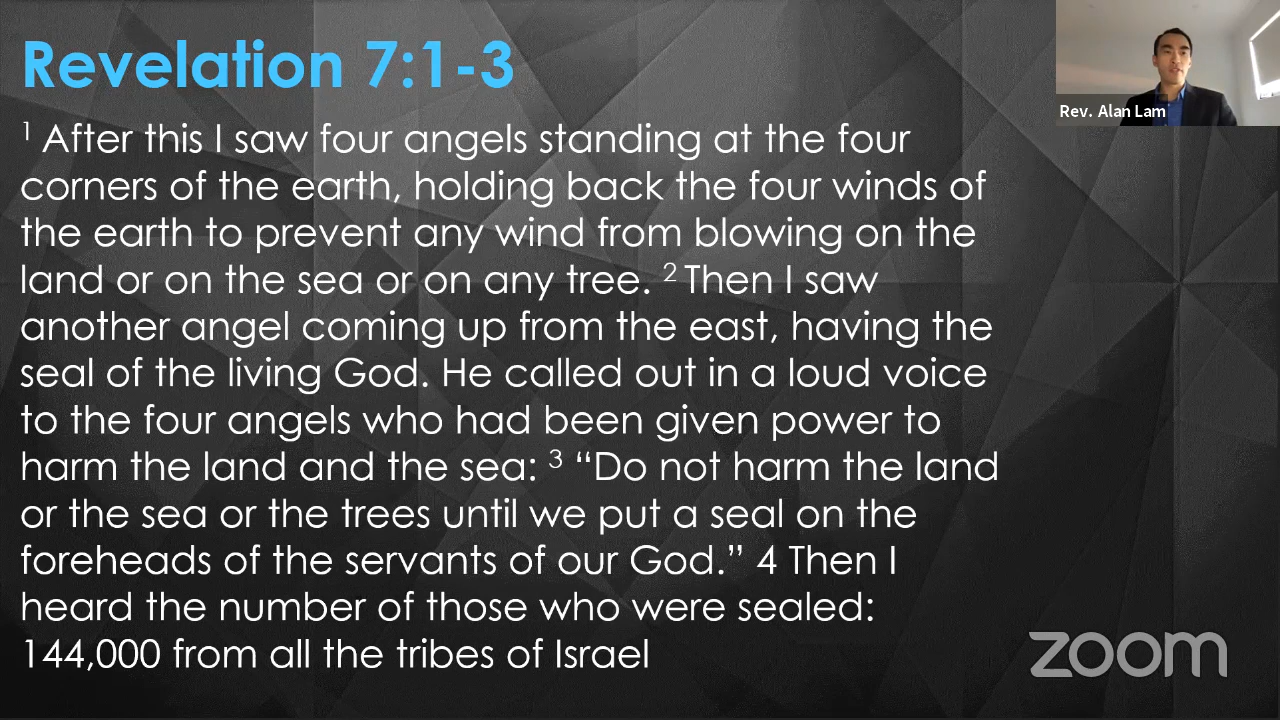 Revelation 7:1-3
Rev. Alan Lam
1 After this I saw four angels standing at the four
corners of the earth, holding back the four winds of
the earth to prevent any wind from blowing on the
land or on the sea or on any tree. 2 Then I saw
another angel coming up from the east, having the
seal of the living God. He called out in a loud voice
to the four angels who had been given power to
harm the land and the sea: 3 “Do not harm the land
or the sea or the trees until we put a seal on the
foreheads of the servants of our God.” 4 Then I
heard the number of those who were sealed:
144,000 from all the tribes of Israel
zoom